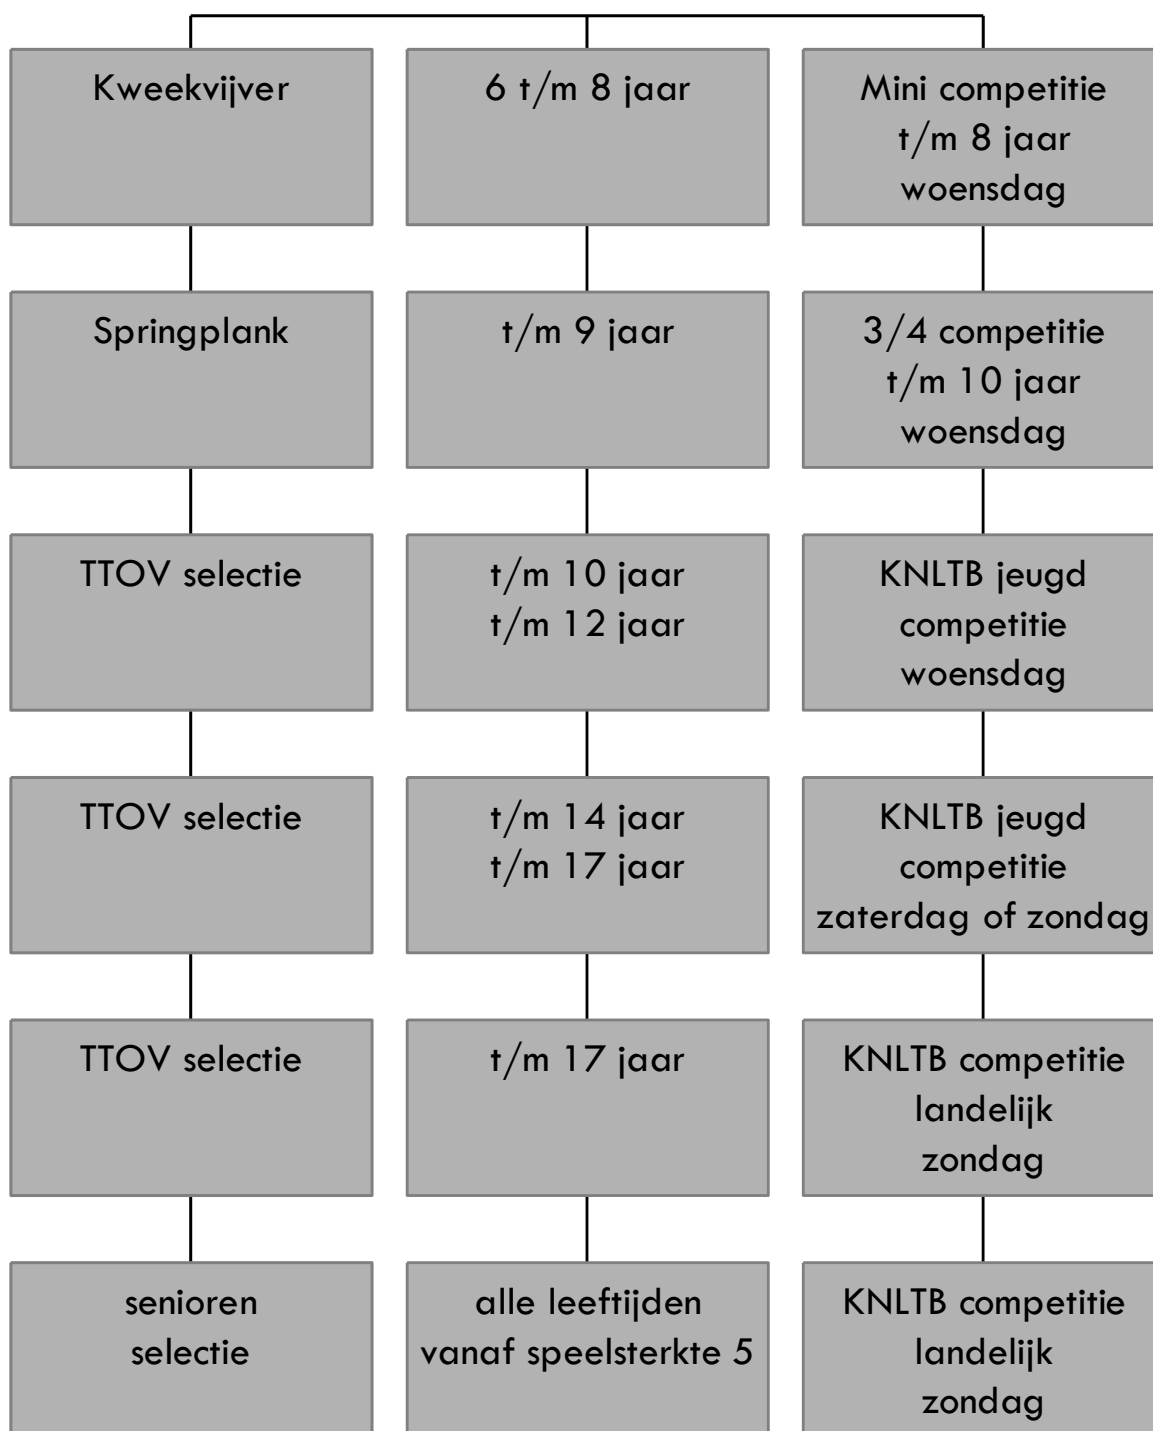 Kweekvijver
6 t/m 8 jaar
Mini competitie
t/m 8 jaar
woensdag
Springplank
t/m 9 jaar
3/4 competitie
t/m 10 jaar
woensdag
TTOV selectie
t/m 10 jaar
t/m 12 jaar
KNLTB jeugd
competitie
woensdag
TTOV selectie
t/m 14 jaar
t/m 17 jaar
KNLTB jeugd
competitie
zaterdag of zondag
TTOV selectie
t/m 17 jaar
KNLTB competitie
landelijk
zondag
senioren
selectie
alle leeftijden
vanaf speelsterkte 5
KNLTB competitie
landelijk
zondag